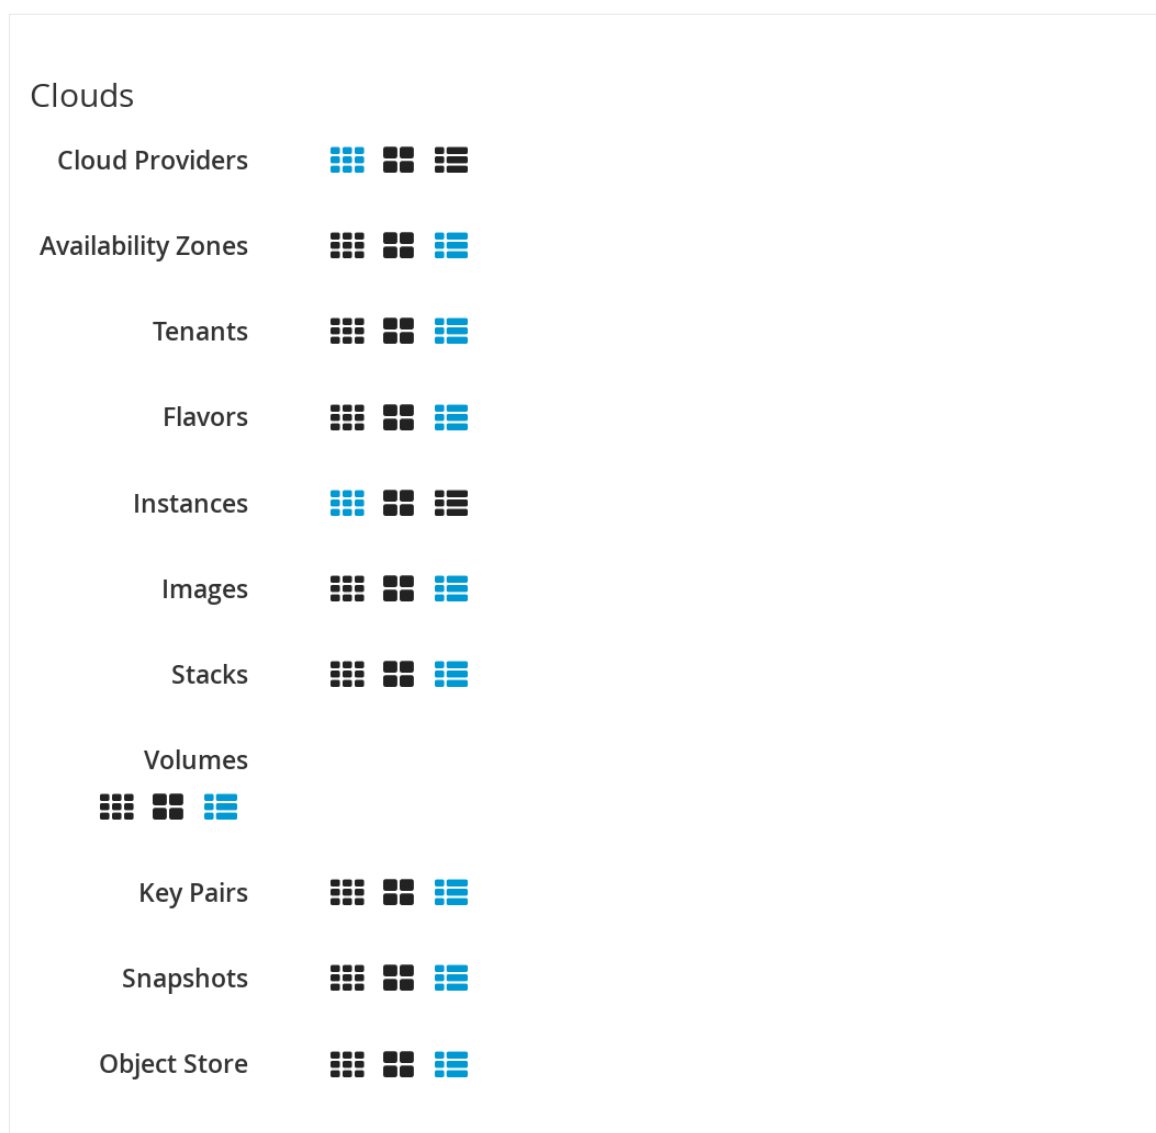 Clouds
Cloud Providers
Availability Zones
Tenants
Flavors
Instances
Images
Stacks
Volumes
Key Pairs
Snapshots
Object Store